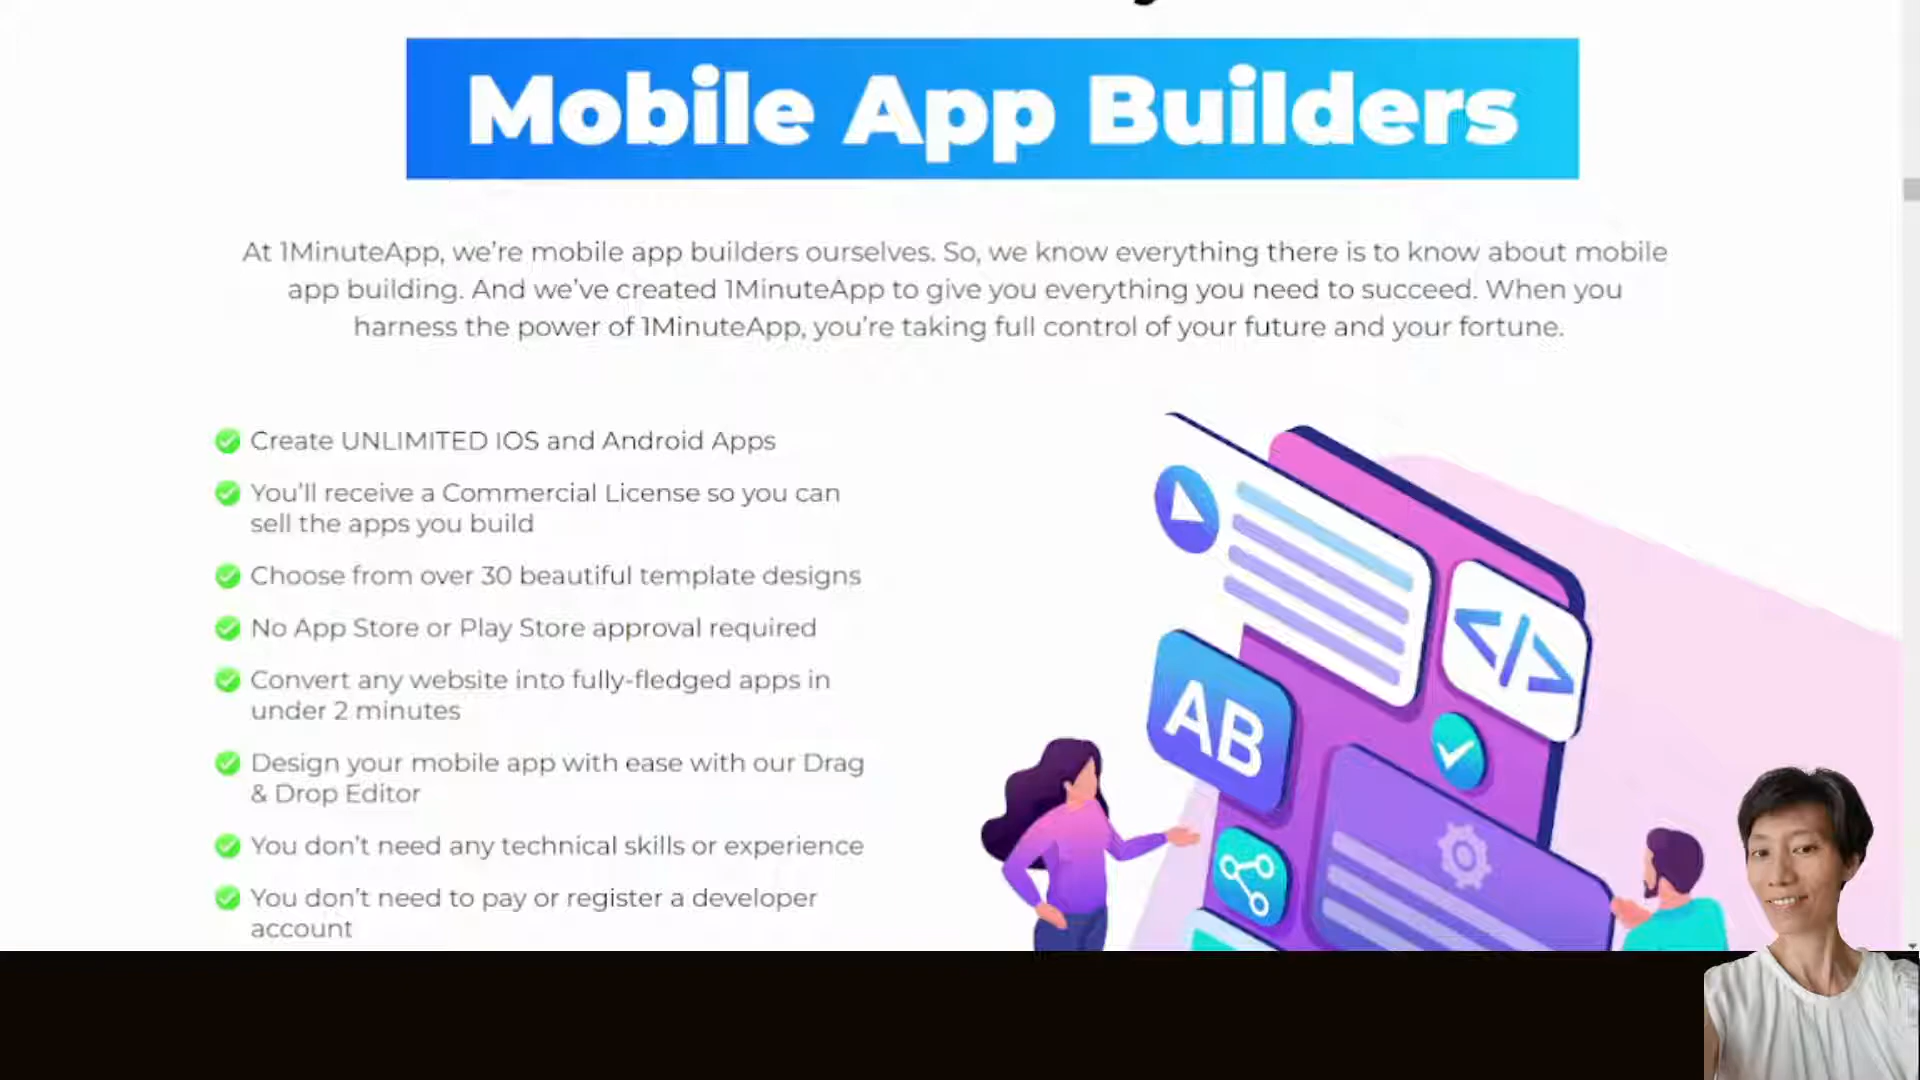 Mobile App Builders
At 1MinuteApp, we're mobile app builders ourselves. So, we know everything there is to know about mobile
app building. And we've created 1MinuteApp to give you everything you need to succeed. When you
harness the power of 1MinuteApp, you're taking full control of your future and your fortune.
Create UNLIMITED IOS and Android Apps
You'll receive a Commercial License so you can
sell the apps you build
Choose from over 30 beautiful template designs
No App Store or Play Store approval required
Convert any website into fully-fledged apps in
under 2 minutes
Design your mobile app with ease with our Drag
& Drop Editor
You don't need any technical skills or experience
You don't need to pay or register a developer
account
</>
AB